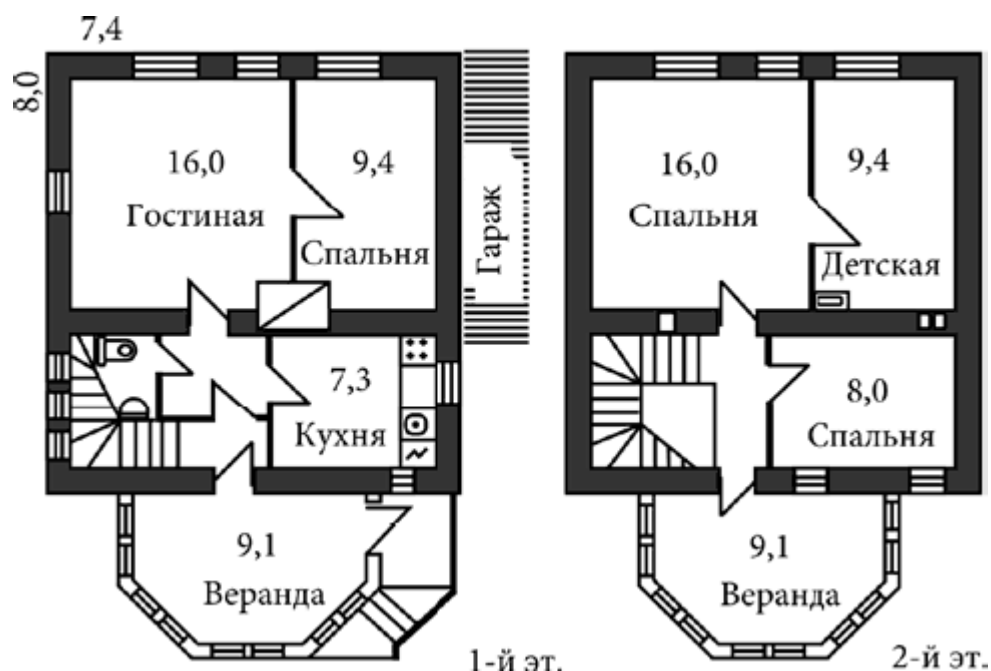 7,4
8,0
16,0
Гостиная
9,4
Спальня
Гараж
7,3
Кухня
9,1
Веранда
1-й эт.
16,0
Спальня
9,4
Детская
8,0
Спальня
9,1
Веранда
2-й эт.